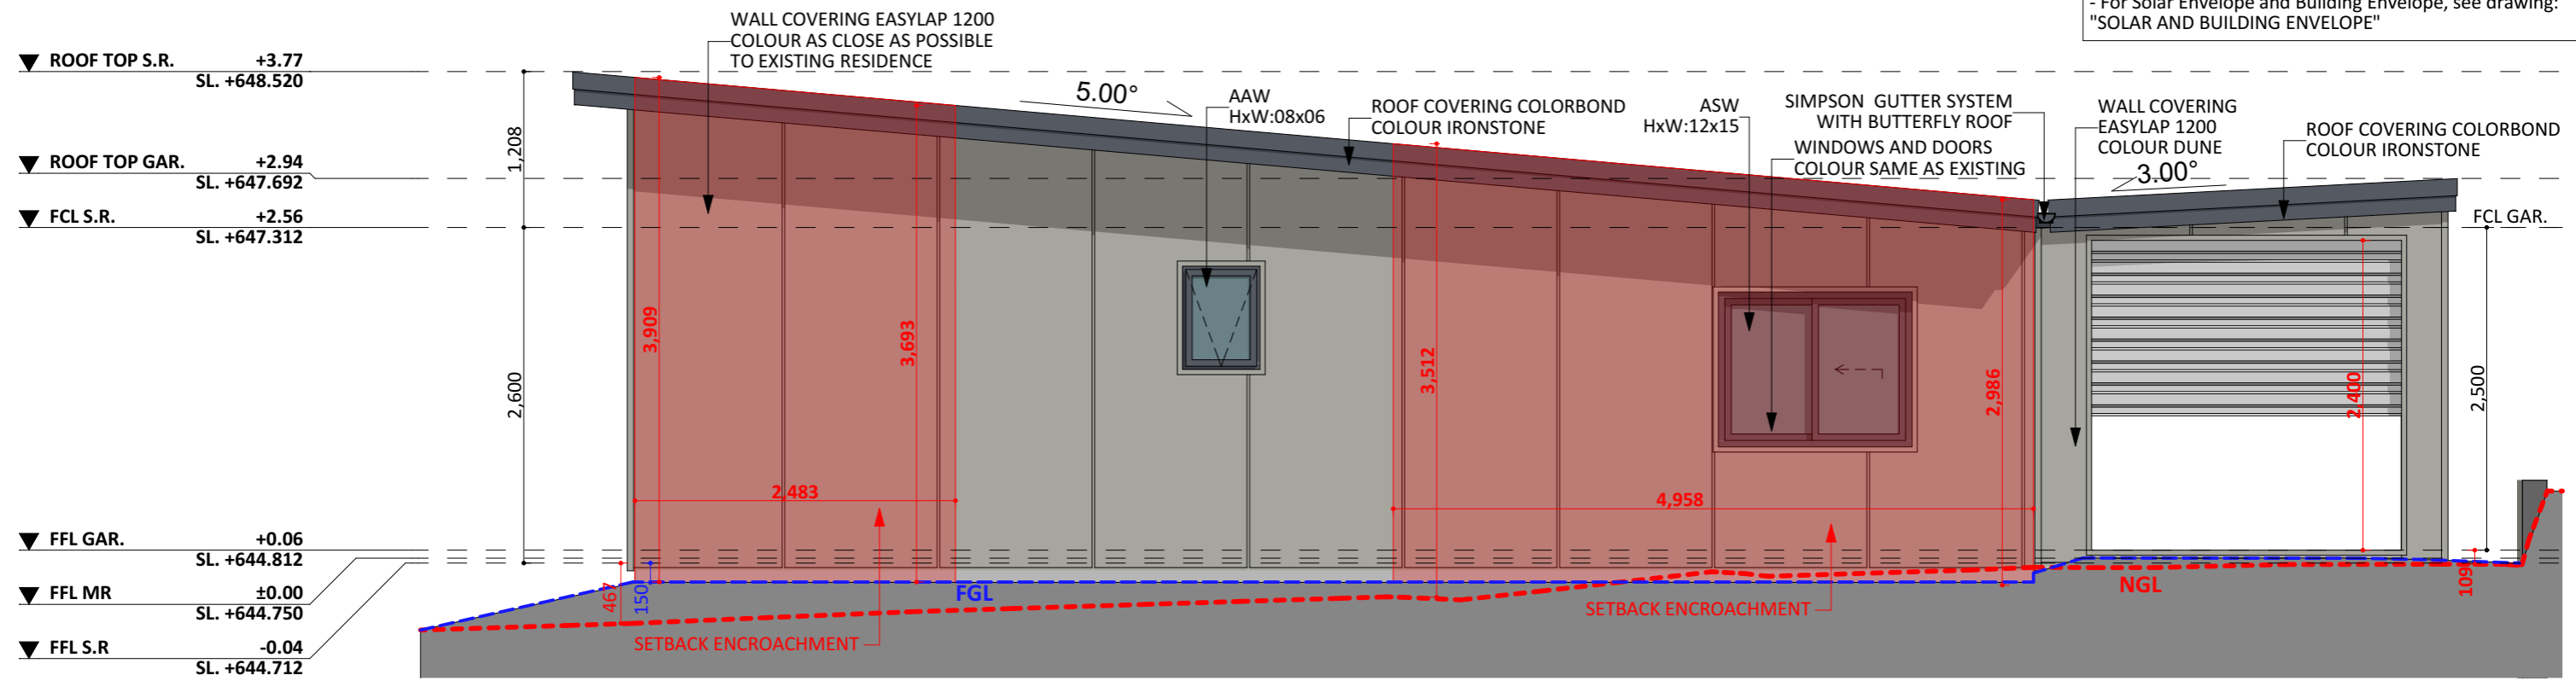 - For Solar Envelope and Building Envelope, see drawing:
"SOLAR AND BUILDING ENVELOPE"
WALL COVERING EASYLAP 1200
COLOUR AS CLOSE AS POSSIBLE
TO EXISTING RESIDENCE
ROOF TOP S.R. +3.77
SL. +648.520
ROOF TOP GAR. +2.94
SL. +647.692
FCL S.R. +2.56
SL. +647.312
FFL GAR. +0.06
SL. +644.812
FFL MR ±0.00
SL. +644.750
FFL S.R -0.04
SL. +644.712
1,208
2,600
5.00°
AAW
HxW:08x06
ROOF COVERING COLORBOND
COLOUR IRONSTONE
ASW
HxW:12x15
SIMPSON GUTTER SYSTEM
WITH BUTTERFLY ROOF
WINDOWS AND DOORS
COLOUR SAME AS EXISTING
WALL COVERING
EASYLAP 1200
COLOUR DUNE
3.00°
ROOF COVERING COLORBOND
COLOUR IRONSTONE
FCL GAR.
3,909
3,693
3,512
2,986
2,400
2,500
2,483
4,958
467
150
FGL
NGL
109
SETBACK ENCROACHMENT
SETBACK ENCROACHMENT